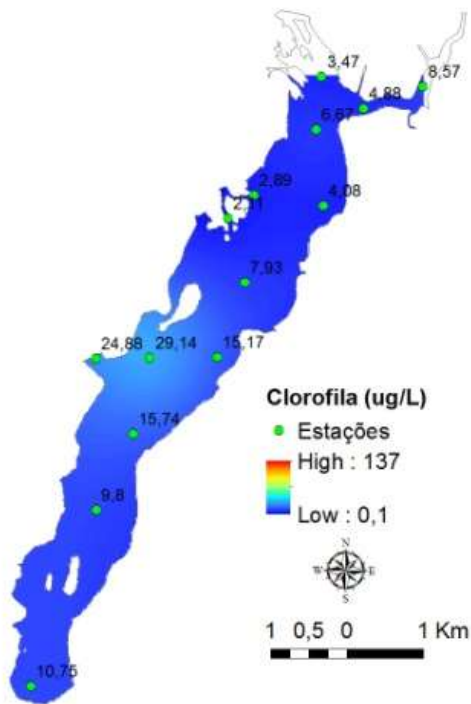 3,47
8,57
4,88
6,67
2,89
4,08
2,11
7,93
24,88 29,14 15,17
Clorofila (ug/L)
Estações
15,74
High : 137
9,8
Low : 0,1
N
W E
S
1 0,5 0 1 Km
10,75